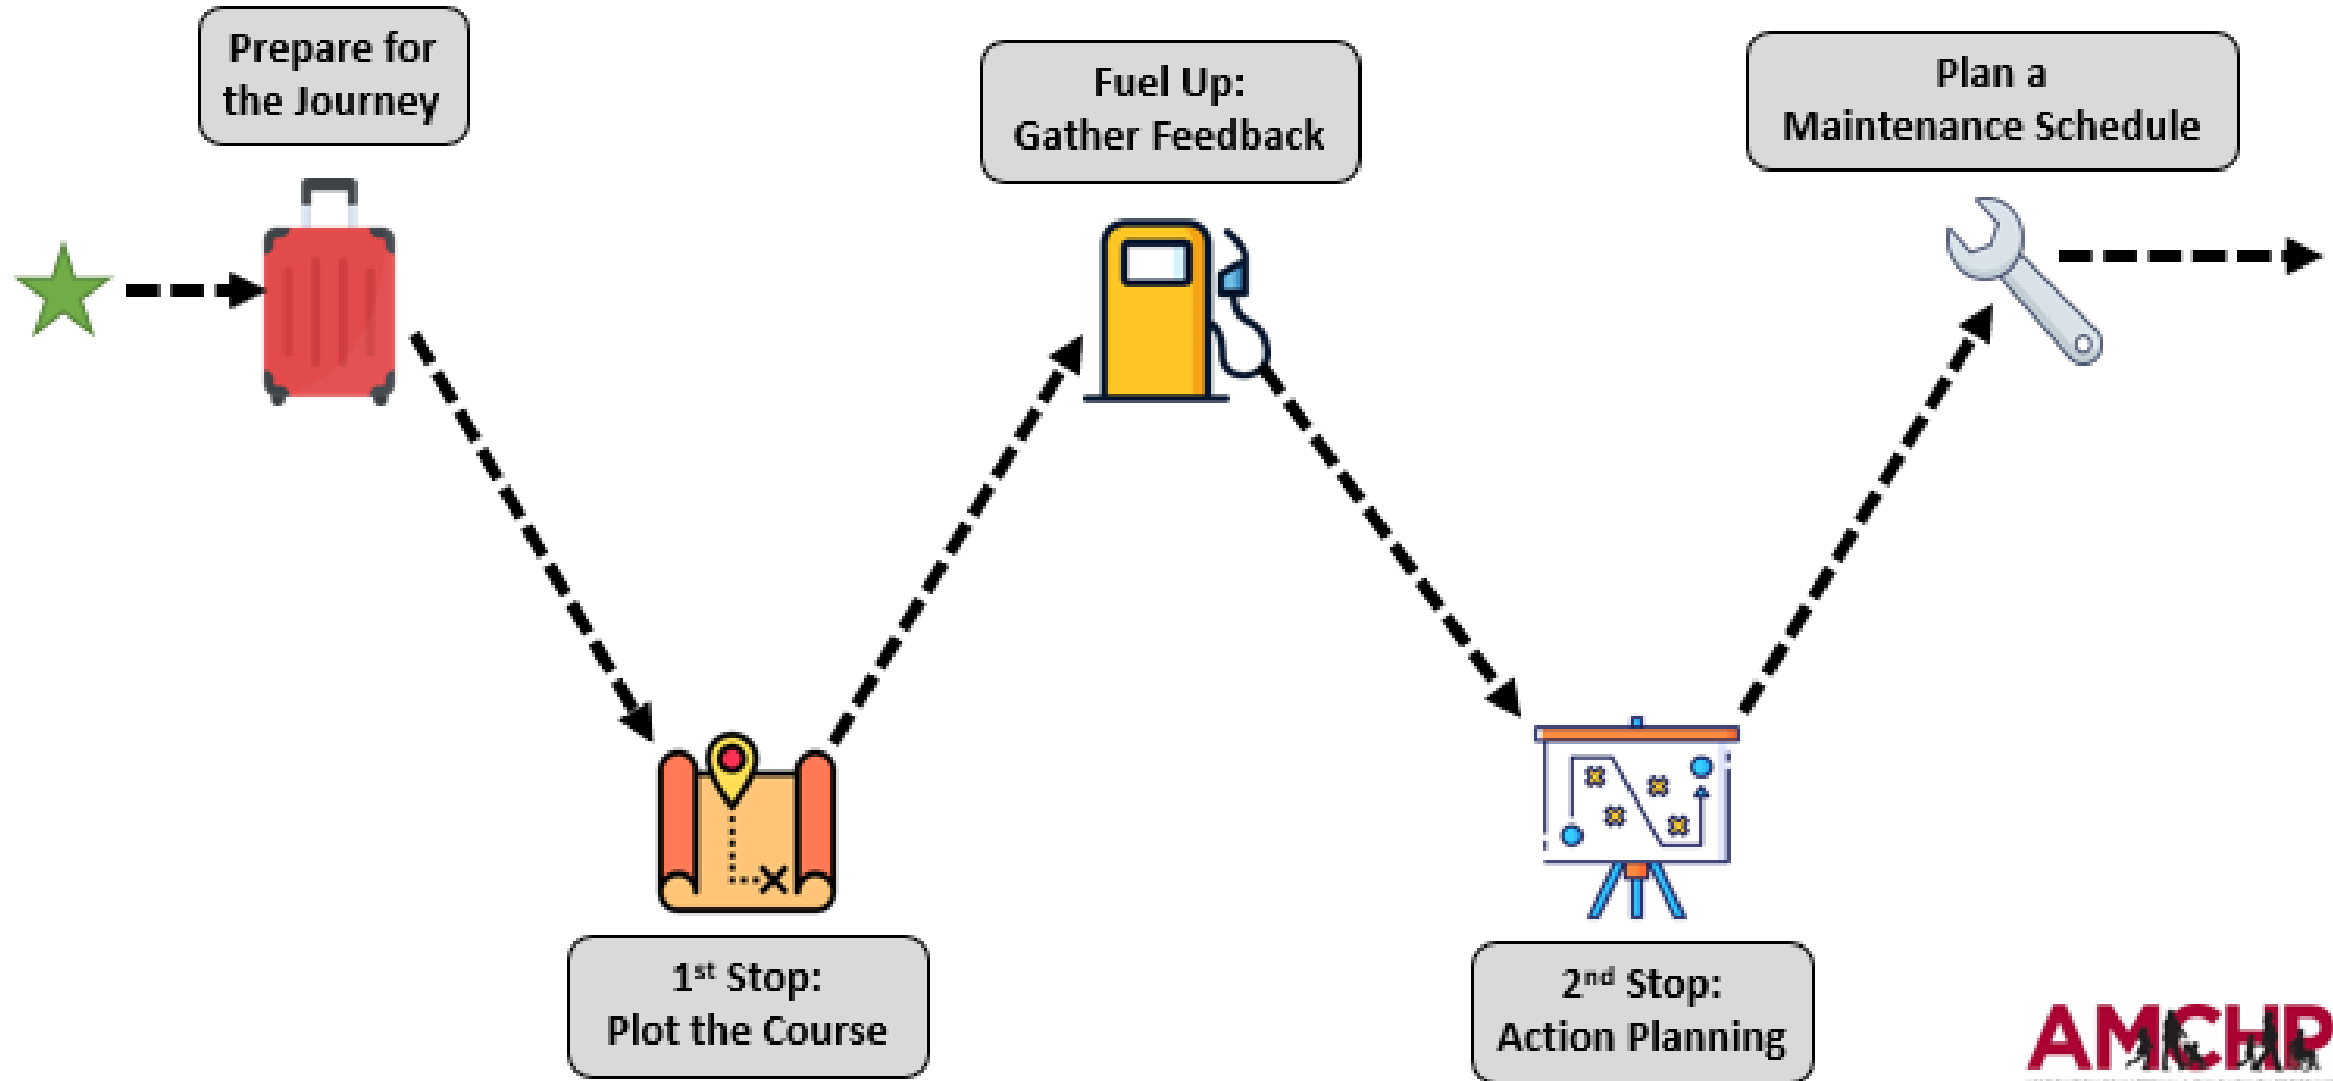 Prepare for
the Journey
Fuel Up:
Gather Feedback
Plan a
Maintenance Schedule
1st Stop:
Plot the Course
2nd Stop:
Action Planning
AMCHP